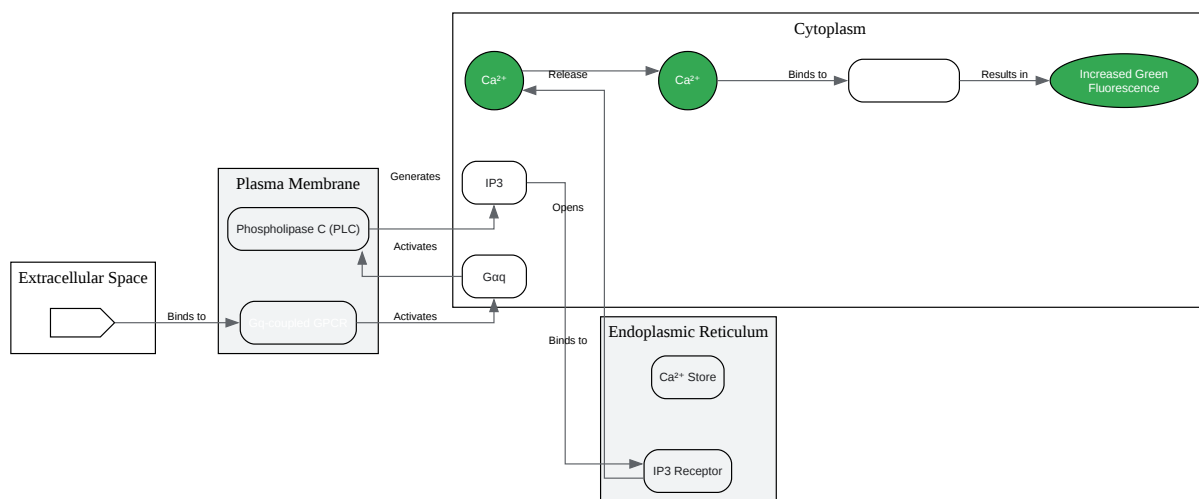 Cytoplasm
Ca²⁺
Release
Ca²⁺
Binds to
Results in
Increased Green
Fluorescence
Plasma Membrane
Generates
IP3
Opens
Phospholipase C (PLC)
Activates
Gαq
Extracellular Space
Binds to
Gq-coupled GPCR
Activates
Endoplasmic Reticulum
Binds to
Ca²⁺ Store
IP3 Receptor